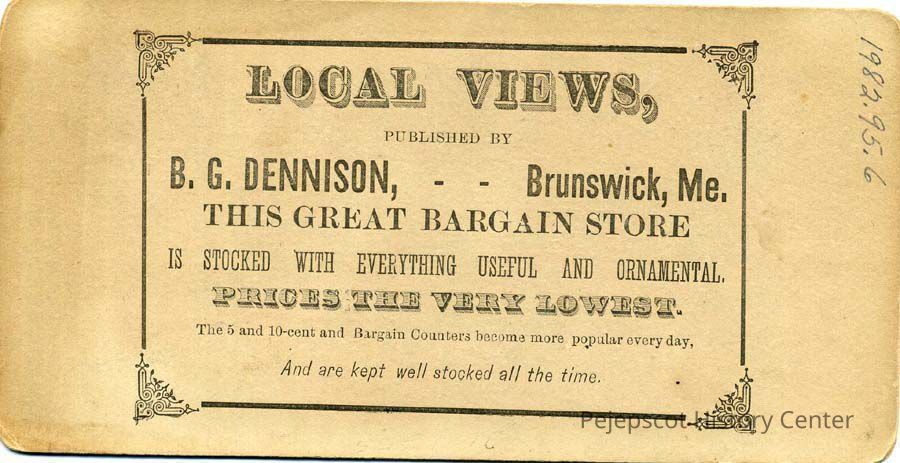 LOCAL VIEWS,
PUBLISHED BY
B. G. DENNISON, - - Brunswick, Me.
THIS GREAT BARGAIN STORE
IS STOCKED WITH EVERYTHING USEFUL AND ORNAMENTAL.
PRICES THE VERY LOWEST.
The 5 and 10-cent and Bargain Counters become more popular every day,
And are kept well stocked all the time.
1982.95.6
Pejepscot History Center